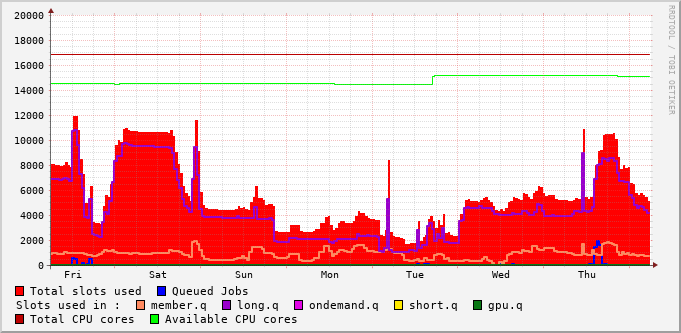 20000
18000
16000
14000
12000
10000
8000
6000
4000
2000
0
Fri Sat Sun Mon Tue Wed Thu
RRDTOOL / TOBI OETIKER
Total slots used Queued Jobs
Slots used in : member.q long.q ondemand.q short.q gpu.q
Total CPU cores Available CPU cores